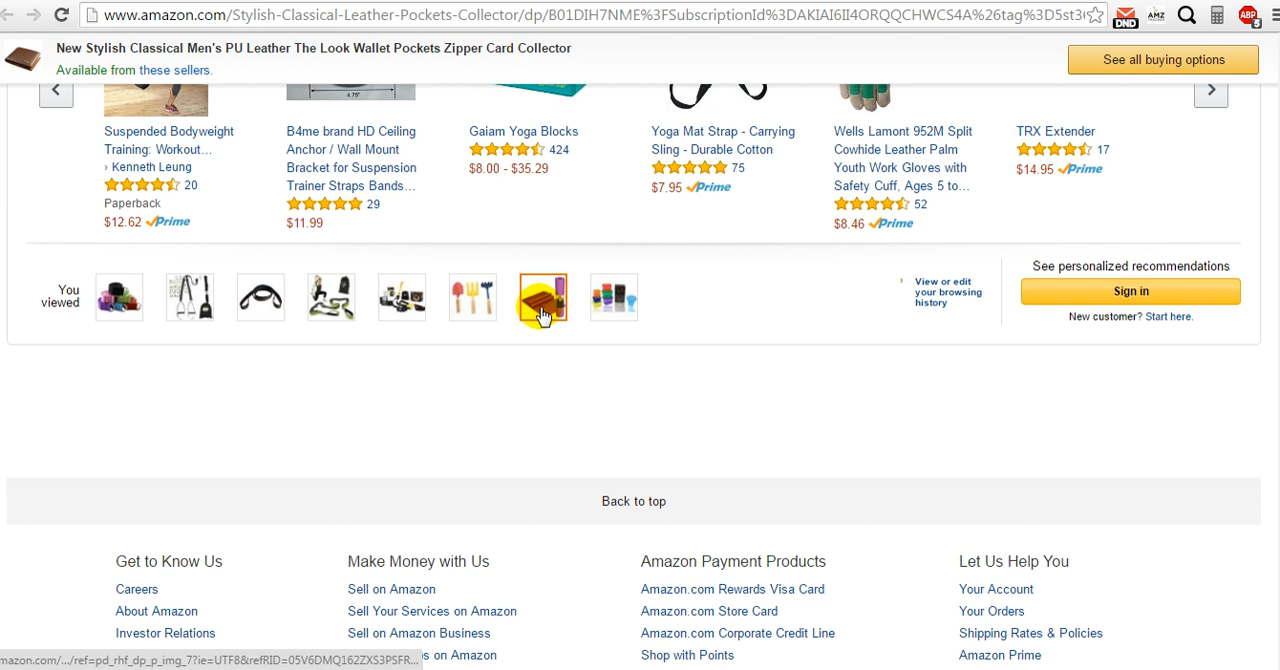 www.amazon.com/Stylish-Classical-Leather-Pockets-Collector/dp/B01DIH7NME%3FSubscriptionId%3DAKIAI6II4ORQQCHWCS4A%26tag%3D5st3
DND
AMZ
ABP
5
New Stylish Classical Men's PU Leather The Look Wallet Pockets Zipper Card Collector
Available from these sellers.
See all buying options
4.75"
Suspended Bodyweight
Training: Workout...
› Kenneth Leung
20
Paperback
$12.62 Prime
B4me brand HD Ceiling
Anchor / Wall Mount
Bracket for Suspension
Trainer Straps Bands...
29
$11.99
Gaiam Yoga Blocks
424
$8.00 - $35.29
Yoga Mat Strap - Carrying
Sling - Durable Cotton
75
$7.95 Prime
Wells Lamont 952M Split
Cowhide Leather Palm
Youth Work Gloves with
Safety Cuff, Ages 5 to...
52
$8.46 Prime
TRX Extender
17
$14.95 Prime
You
viewed
› View or edit
your browsing
history
See personalized recommendations
Sign in
New customer? Start here.
Back to top
Get to Know Us
Careers
About Amazon
Investor Relations
Make Money with Us
Sell on Amazon
Sell Your Services on Amazon
Sell on Amazon Business
s on Amazon
Amazon Payment Products
Amazon.com Rewards Visa Card
Amazon.com Store Card
Amazon.com Corporate Credit Line
Shop with Points
Let Us Help You
Your Account
Your Orders
Shipping Rates & Policies
Amazon Prime
mazon.com/.../ref=pd_rhf_dp_p_img_7?ie=UTF8&refRID=05V6DMQ162ZXS3PSFR...